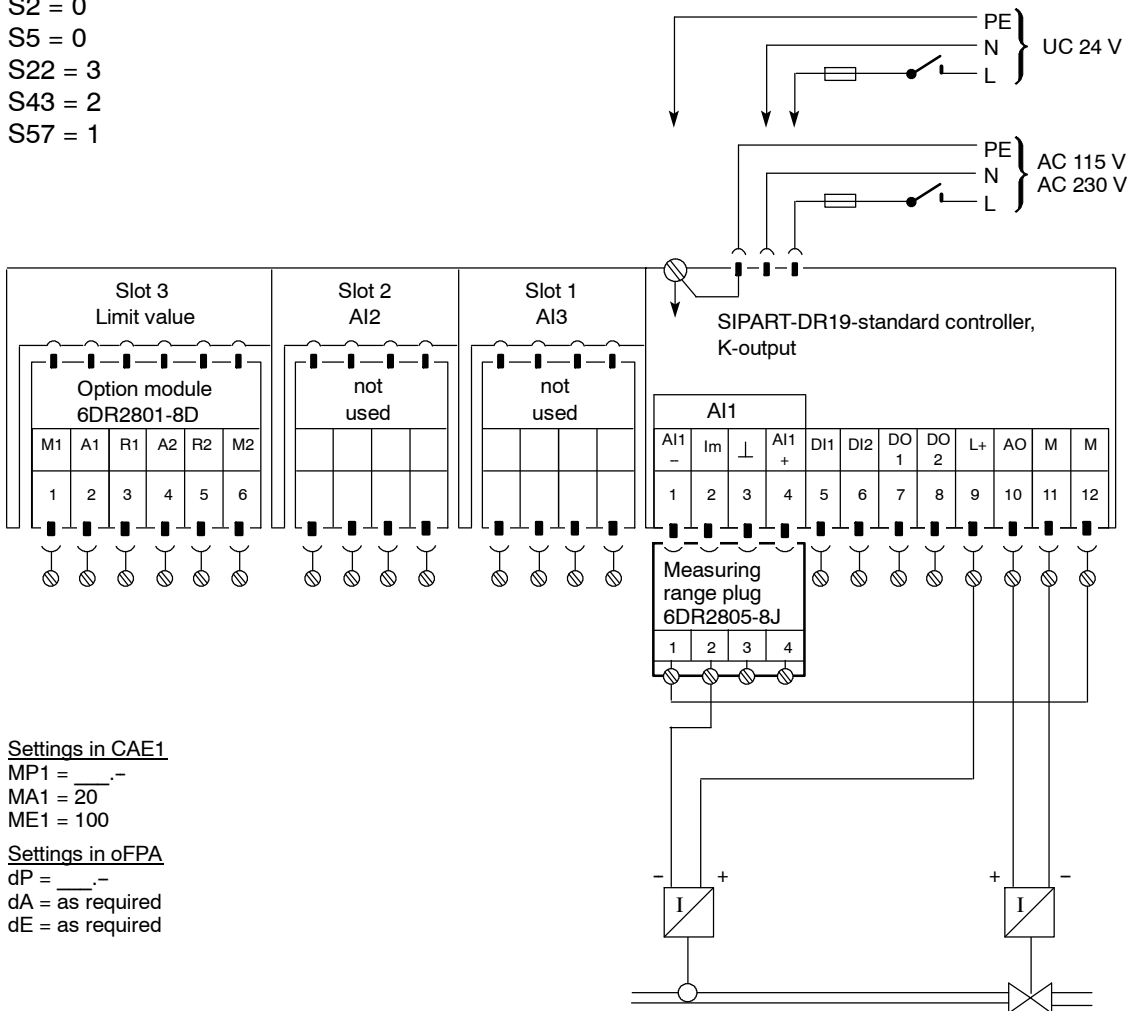 S2 = 0
S5 = 0
S22 = 3
S43 = 2
S57 = 1
PE
N
L
UC 24 V
PE
N
L
AC 115 V
AC 230 V
Slot 3
Limit value
Slot 2
AI2
Slot 1
AI3
SIPART-DR19-standard controller,
K-output
Option module
6DR2801-8D
not
used
not
used
AI1
M1 A1 R1 A2 R2 M2
1 2 3 4 5 6
AI1 – Im ⊥ AI1 + DI1 DI2 DO 1 DO 2 L+ AO M M
1 2 3 4 5 6 7 8 9 10 11 12
Measuring
range plug
6DR2805-8J
1 2 3 4
Settings in CAE1
MP1 = ___.–
MA1 = 20
ME1 = 100
Settings in oFPA
dP = ___.–
dA = as required
dE = as required
– +
I
+ –
I